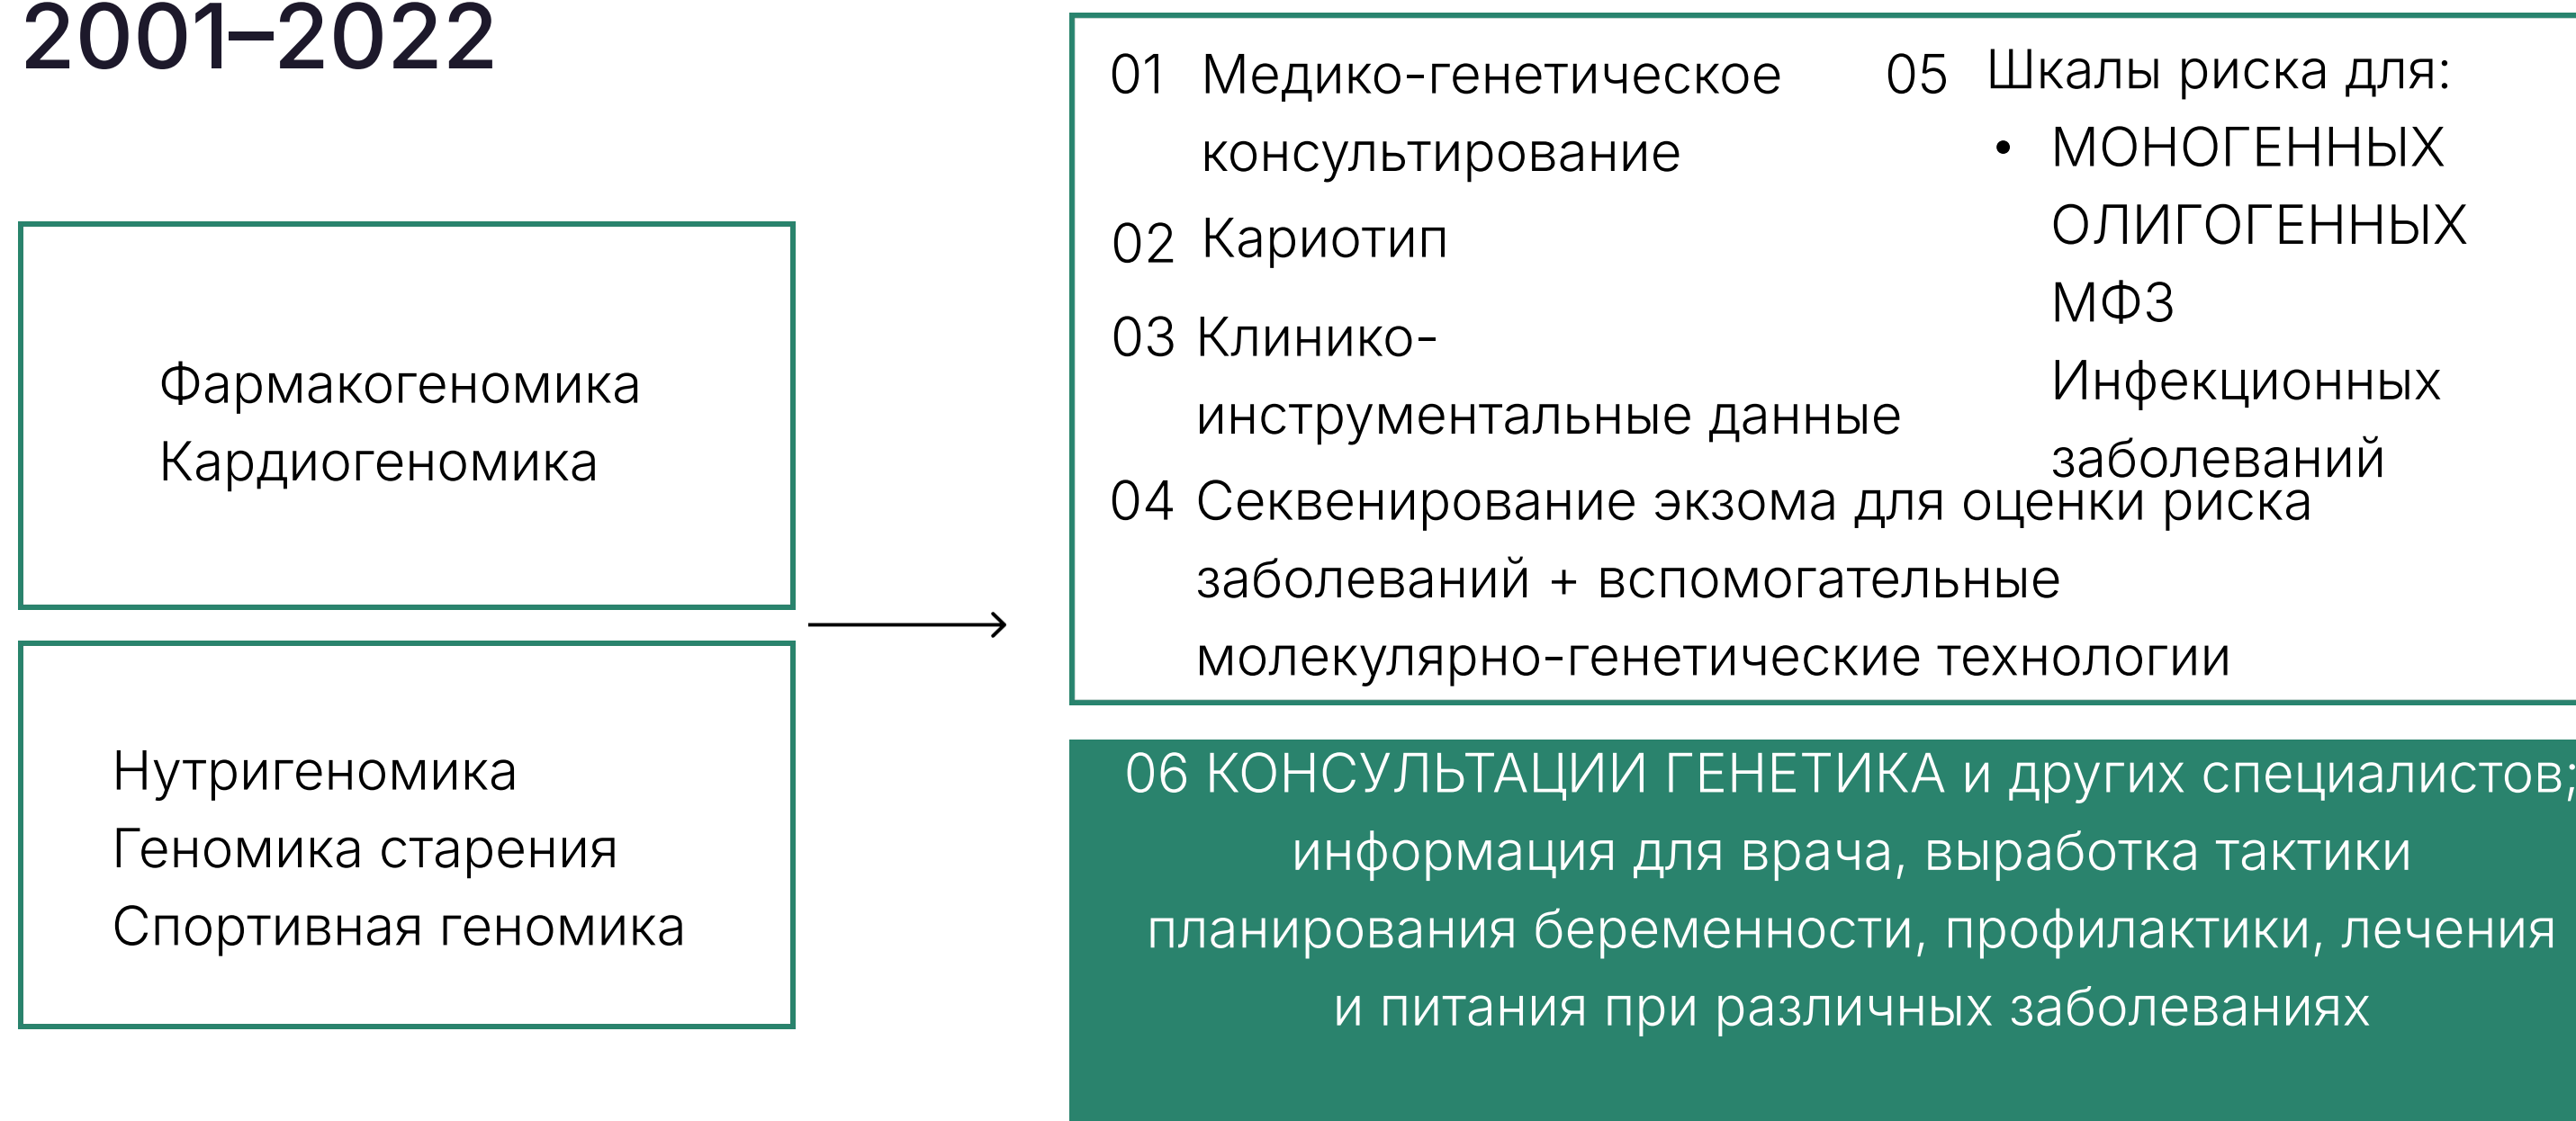 2001–2022
Фармакогеномика
Кардиогеномика
Нутригеномика
Геномика старения
Спортивная геномика
01 Медико-генетическое
консультирование
02 Кариотип
03 Клинико-
инструментальные данные
04 Секвенирование экзома для оценки риска
заболеваний + вспомогательные
молекулярно-генетические технологии
05 Шкалы риска для:
• МОНОГЕННЫХ
ОЛИГОГЕННЫХ
МФЗ
Инфекционных
заболеваний
06 КОНСУЛЬТАЦИИ ГЕНЕТИКА и других специалистов;
информация для врача, выработка тактики
планирования беременности, профилактики, лечения
и питания при различных заболеваниях